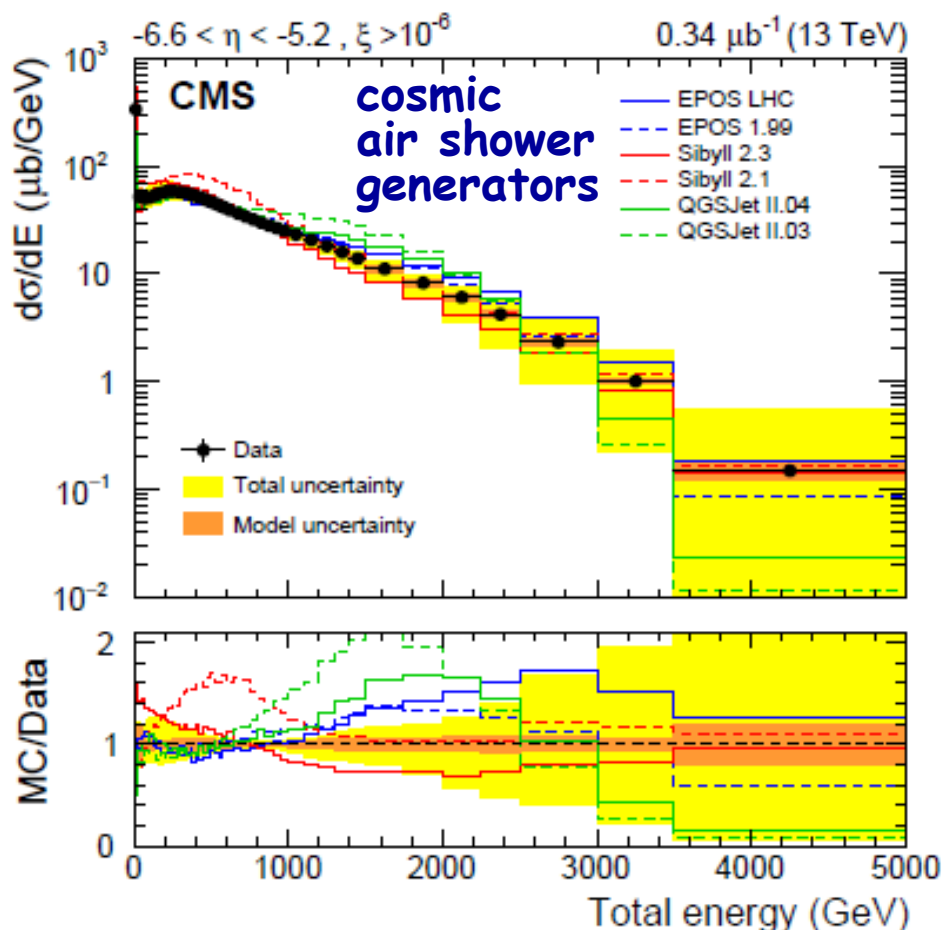 -6.6 < η < -5.2 , ξ >10⁻⁶ 0.34 μb⁻¹ (13 TeV)
CMS
cosmic
air shower
generators
EPOS LHC
EPOS 1.99
Sibyll 2.3
Sibyll 2.1
QGSJet II.04
QGSJet II.03
dσ/dE (μb/GeV)
10³
10²
10
1
10⁻¹
10⁻²
Data
Total uncertainty
Model uncertainty
MC/Data
2
1
0
0 1000 2000 3000 4000 5000
Total energy (GeV)